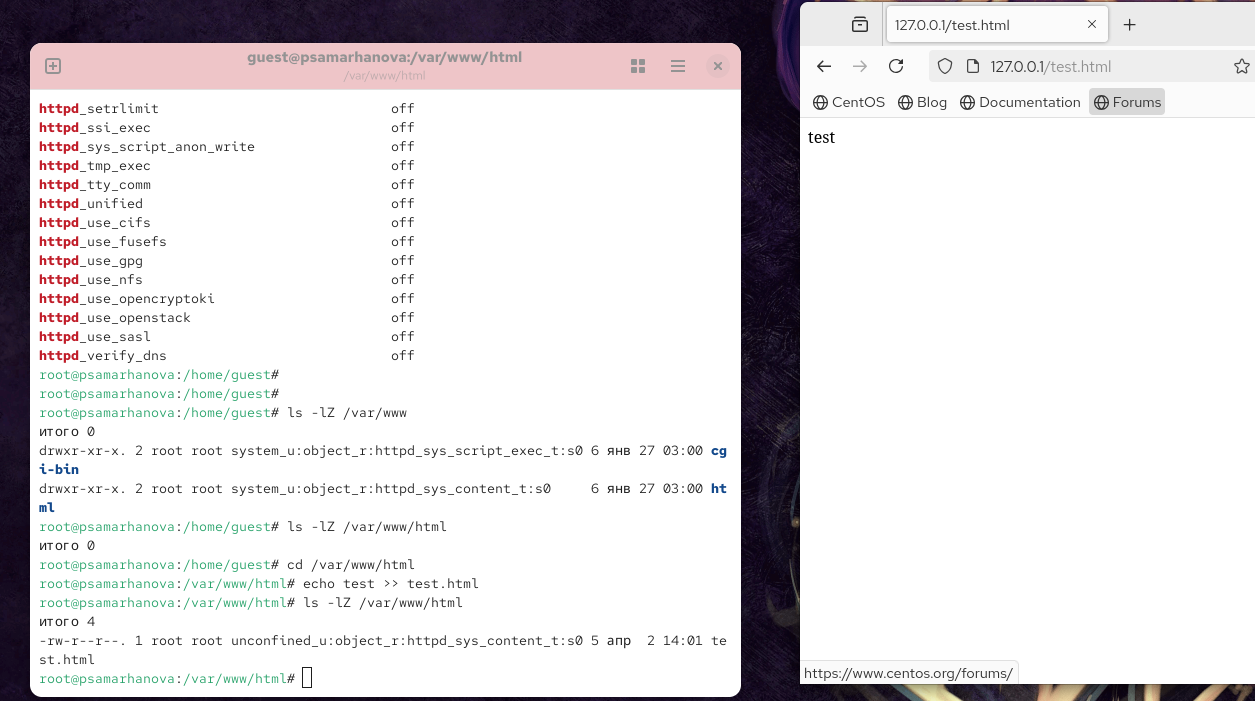 guest@psamarhanova:/var/www/html
/var/www/html
httpd_setrlimit off
httpd_ssi_exec off
httpd_sys_script_anon_write off
httpd_tmp_exec off
httpd_tty_comm off
httpd_unified off
httpd_use_cifs off
httpd_use_fusefs off
httpd_use_gpg off
httpd_use_nfs off
httpd_use_opencryptoki off
httpd_use_openstack off
httpd_use_sasl off
httpd_verify_dns off
root@psamarhanova:/home/guest#
root@psamarhanova:/home/guest#
root@psamarhanova:/home/guest# ls -lZ /var/www
итого 0
drwxr-xr-x. 2 root root system_u:object_r:httpd_sys_script_exec_t:s0 6 янв 27 03:00 cg
i-bin
drwxr-xr-x. 2 root root system_u:object_r:httpd_sys_content_t:s0     6 янв 27 03:00 ht
ml
root@psamarhanova:/home/guest# ls -lZ /var/www/html
итого 0
root@psamarhanova:/home/guest# cd /var/www/html
root@psamarhanova:/var/www/html# echo test >> test.html
root@psamarhanova:/var/www/html# ls -lZ /var/www/html
итого 4
-rw-r--r--. 1 root root unconfined_u:object_r:httpd_sys_content_t:s0 5 апр  2 14:01 te
st.html
root@psamarhanova:/var/www/html#
127.0.0.1/test.html
127.0.0.1/test.html
CentOS Blog Documentation Forums
test
https://www.centos.org/forums/